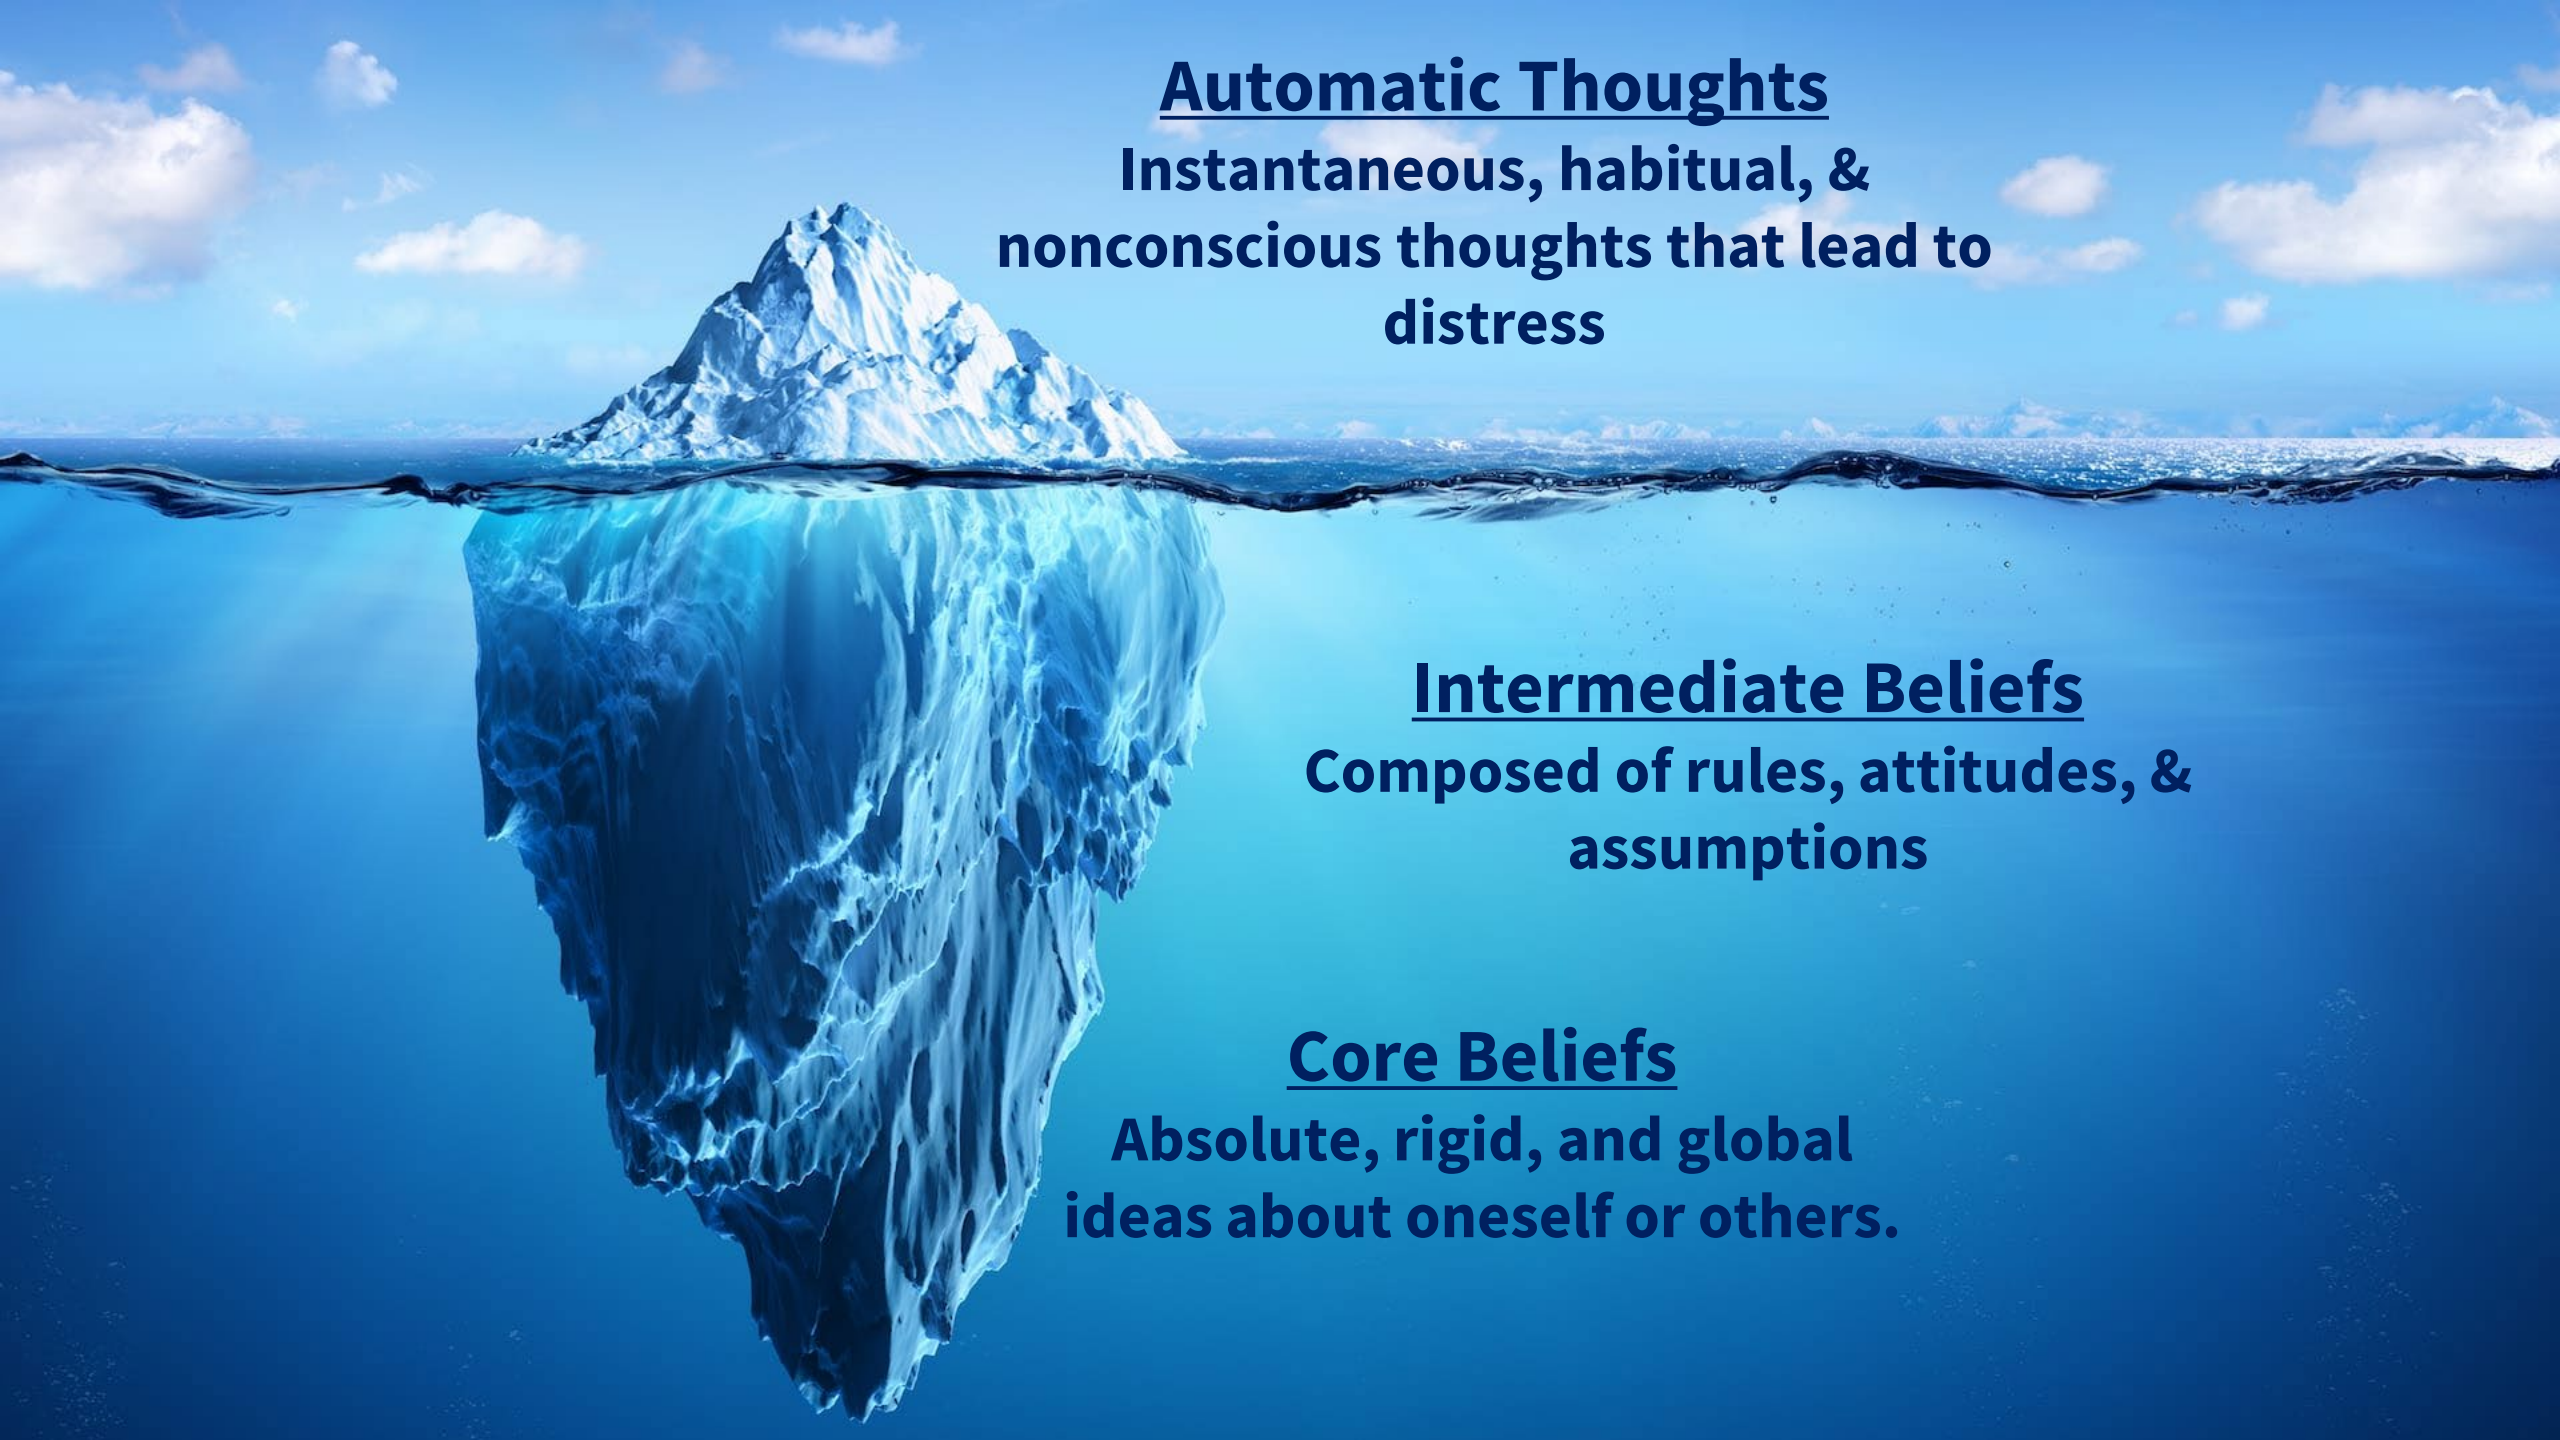 Automatic Thoughts
Instantaneous, habitual, &
nonconscious thoughts that lead to
distress
Intermediate Beliefs
Composed of rules, attitudes, &
assumptions
Core Beliefs
Absolute, rigid, and global
ideas about oneself or others.